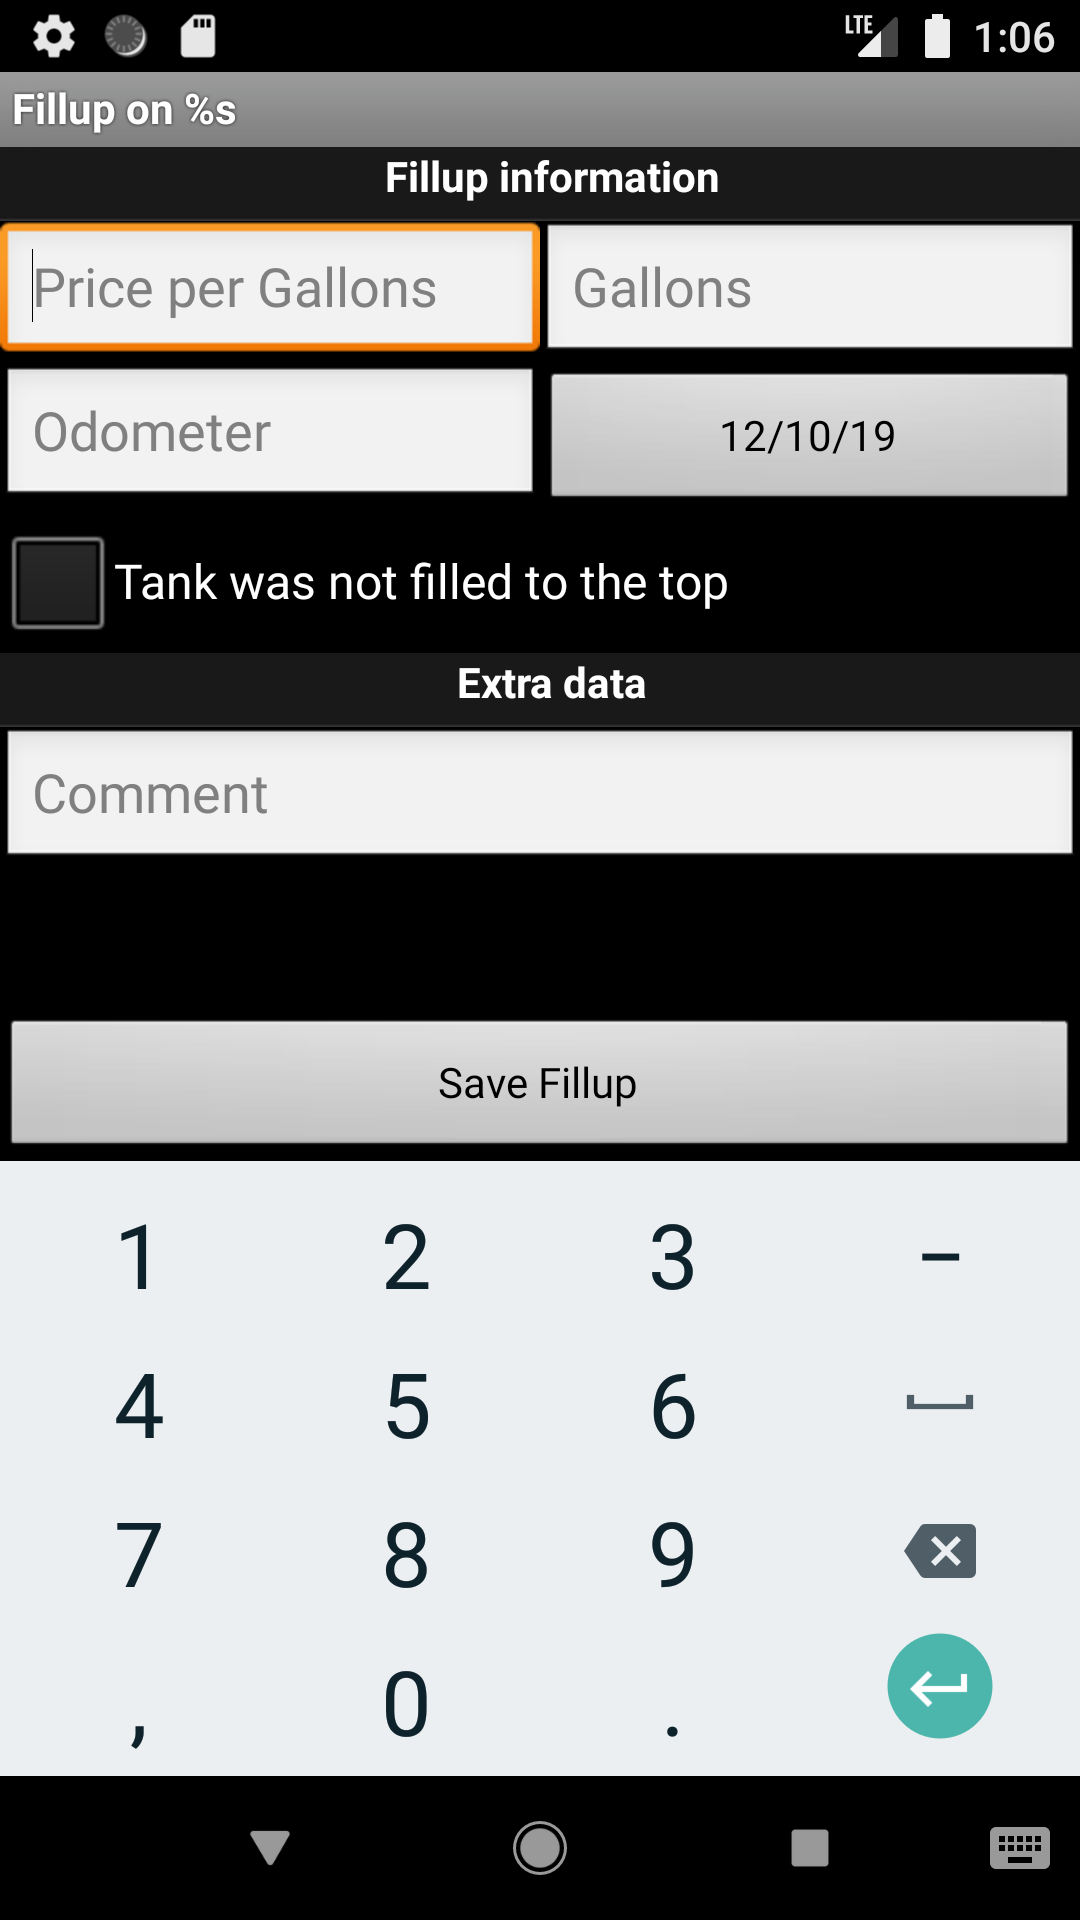 LTE 1:06
Fillup on %s
Fillup information
Price per Gallons Gallons
Odometer 12/10/19
Tank was not filled to the top
Extra data
Comment
Save Fillup
1 2 3 –
4 5 6
7 8 9
, 0 .